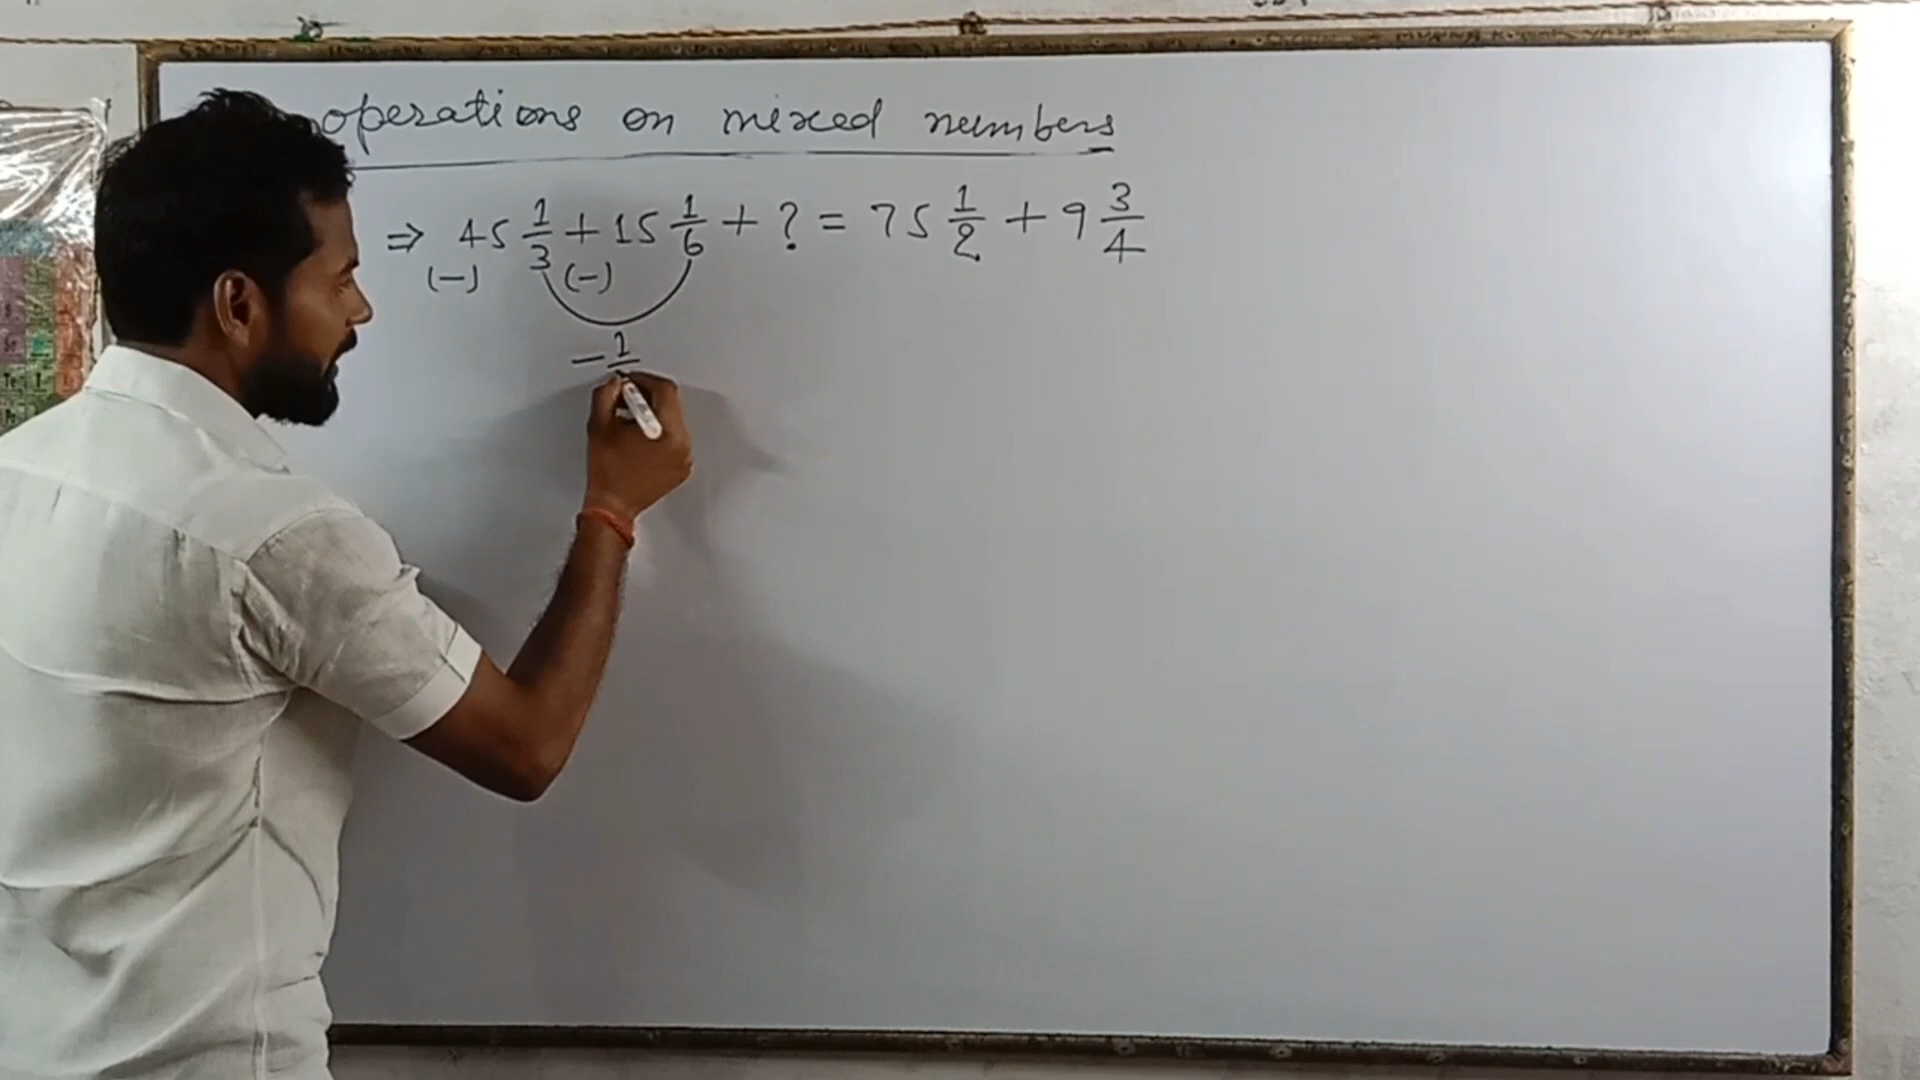 operations on mixed numbers
⇒ 45 1/3 + 15 1/6 + ? = 75 1/2 + 9 3/4
(-) (-)
- 1